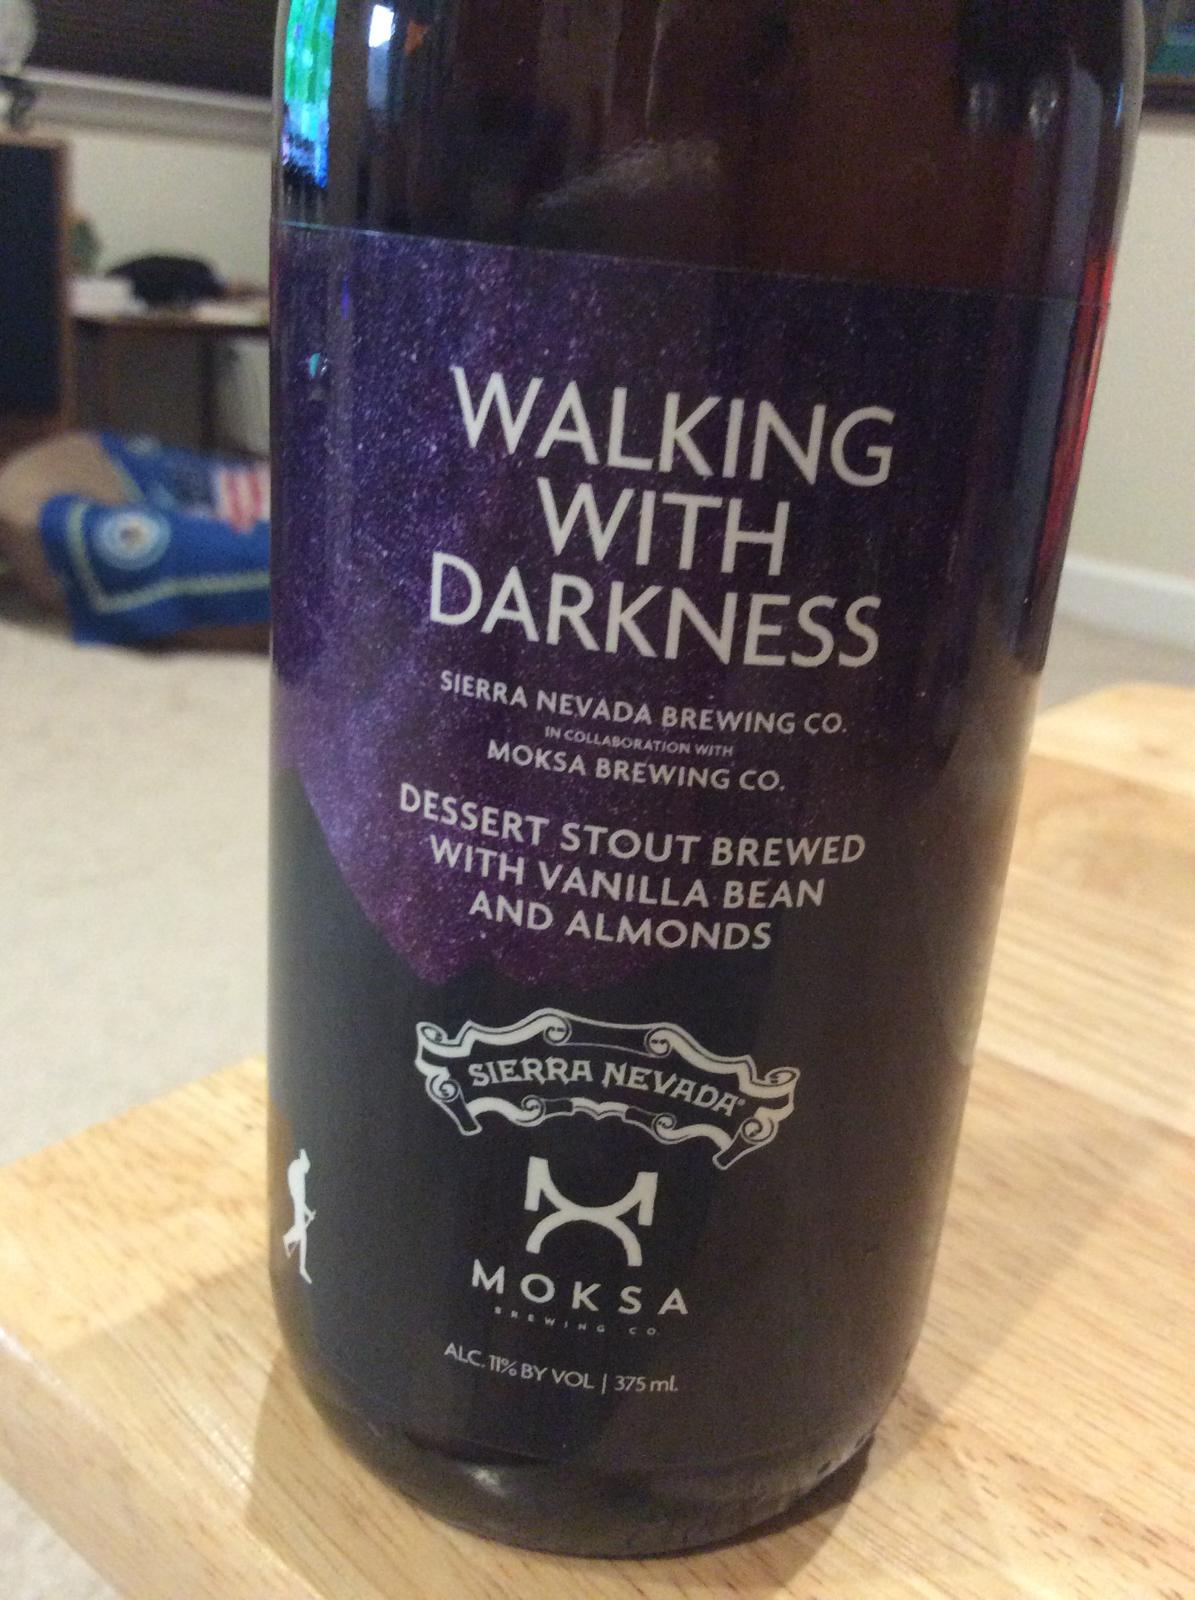 WALKING
WITH
DARKNESS
SIERRA NEVADA BREWING CO.
IN COLLABORATION WITH
MOKSA BREWING CO.
DESSERT STOUT BREWED
WITH VANILLA BEAN
AND ALMONDS
SIERRA NEVADA®
MOKSA
BREWING CO.
ALC. 11% BY VOL | 375 ml.